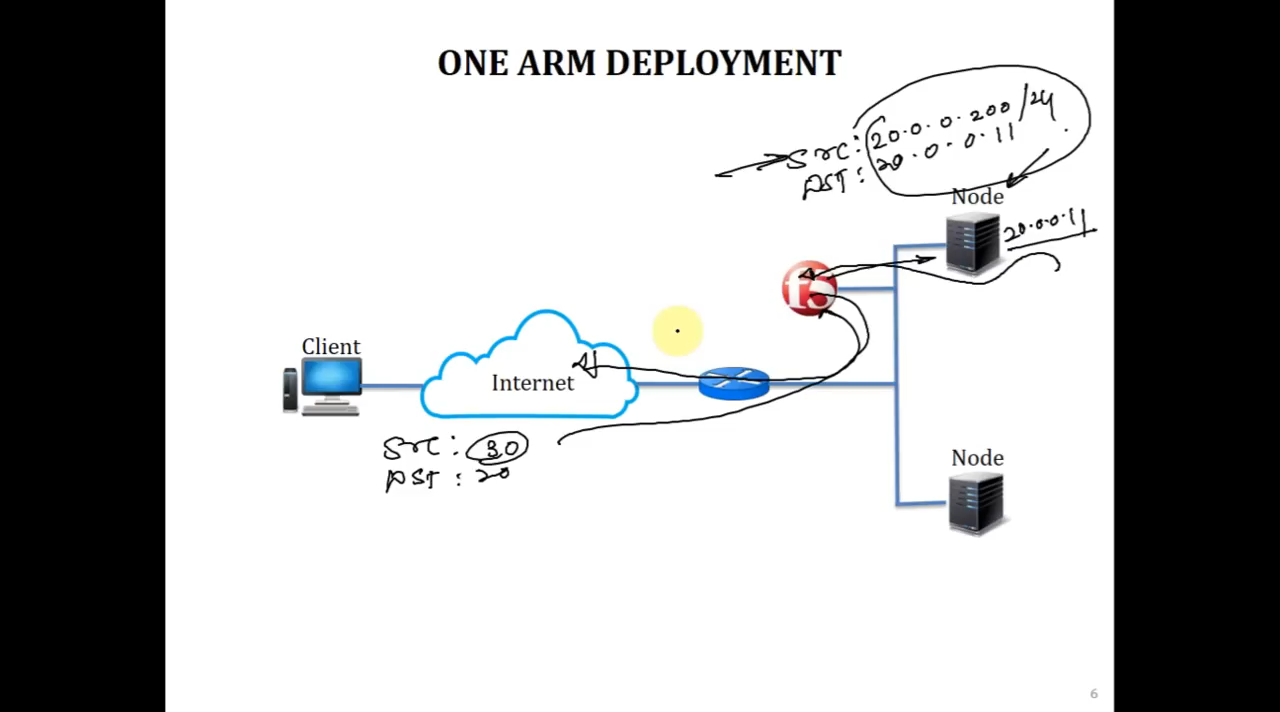 ONE ARM DEPLOYMENT
Src: 20.0.0.200/24
DST: 20.0.0.11
Node
20.0.0.11
f5
Client
Internet
Src: 30
DST: 20
Node
6